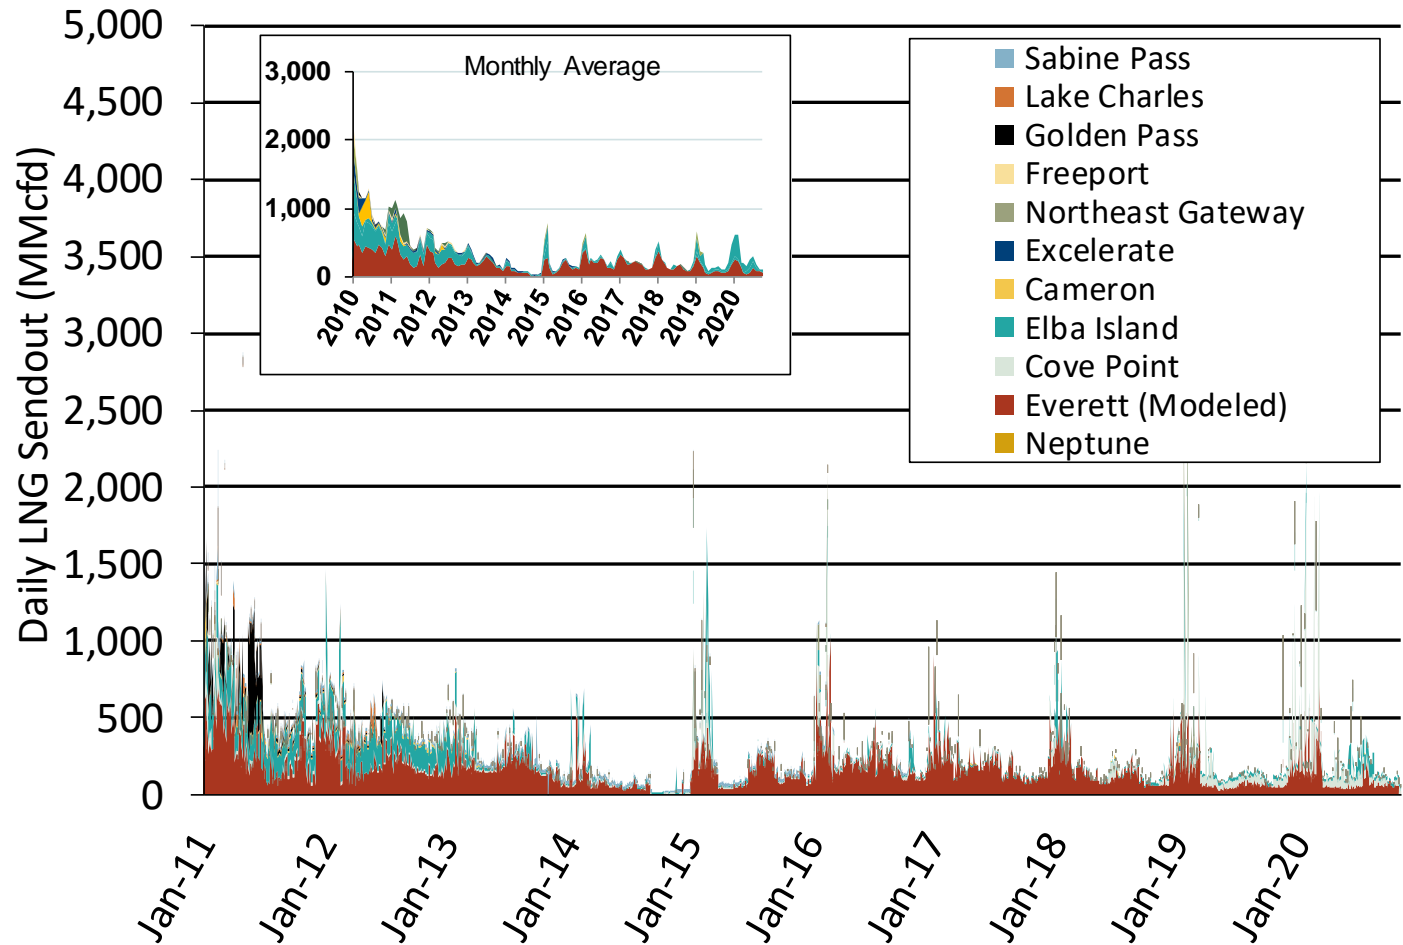 Daily LNG Sendout (MMcfd)
5,000
4,500
4,000
3,500
3,000
2,500
2,000
1,500
1,000
500
0
Jan-11
Jan-12
Jan-13
Jan-14
Jan-15
Jan-16
Jan-17
Jan-18
Jan-19
Jan-20
Monthly Average
3,000
2,000
1,000
0
2010
2011
2012
2013
2014
2015
2016
2017
2018
2019
2020
Sabine Pass
Lake Charles
Golden Pass
Freeport
Northeast Gateway
Excelerate
Cameron
Elba Island
Cove Point
Everett (Modeled)
Neptune